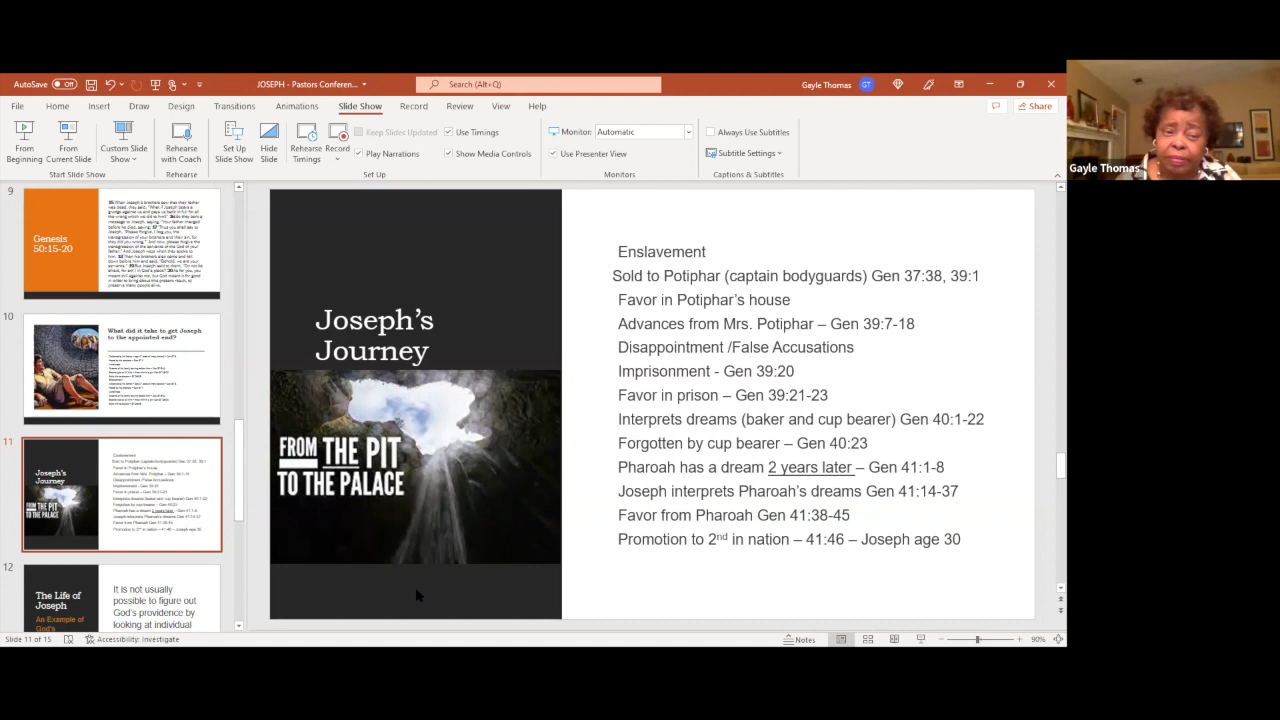 AutoSave Off
JOSEPH - Pastors Conferen...
Search (Alt+Q)
Gayle Thomas GT
File Home Insert Draw Design Transitions Animations Slide Show Record Review View Help
Share
From Beginning
From Current Slide
Custom Slide Show
Rehearse with Coach
Set Up Slide Show
Hide Slide
Rehearse Timings
Record
Keep Slides Updated
Play Narrations
Use Timings
Show Media Controls
Monitor: Automatic
Use Presenter View
Always Use Subtitles
Subtitle Settings
Start Slide Show
Rehearse
Set Up
Monitors
Captions & Subtitles
Gayle Thomas
9
Genesis
50:15-20
10
What did it take to get Joseph
to the appointed end?
11
Joseph's
Journey
FROM THE PIT
TO THE PALACE
12
The Life of
Joseph
An Example of
God's
It is not usually
possible to figure out
God's providence by
looking at individual
Joseph's
Journey
FROM THE PIT
TO THE PALACE
Enslavement
Sold to Potiphar (captain bodyguards) Gen 37:38, 39:1
Favor in Potiphar's house
Advances from Mrs. Potiphar – Gen 39:7-18
Disappointment /False Accusations
Imprisonment - Gen 39:20
Favor in prison – Gen 39:21-23
Interprets dreams (baker and cup bearer) Gen 40:1-22
Forgotten by cup bearer – Gen 40:23
Pharoah has a dream 2 years later – Gen 41:1-8
Joseph interprets Pharoah's dreams Gen 41:14-37
Favor from Pharoah Gen 41:38-45
Promotion to 2nd in nation – 41:46 – Joseph age 30
Slide 11 of 15
Accessibility: Investigate
Notes
90%